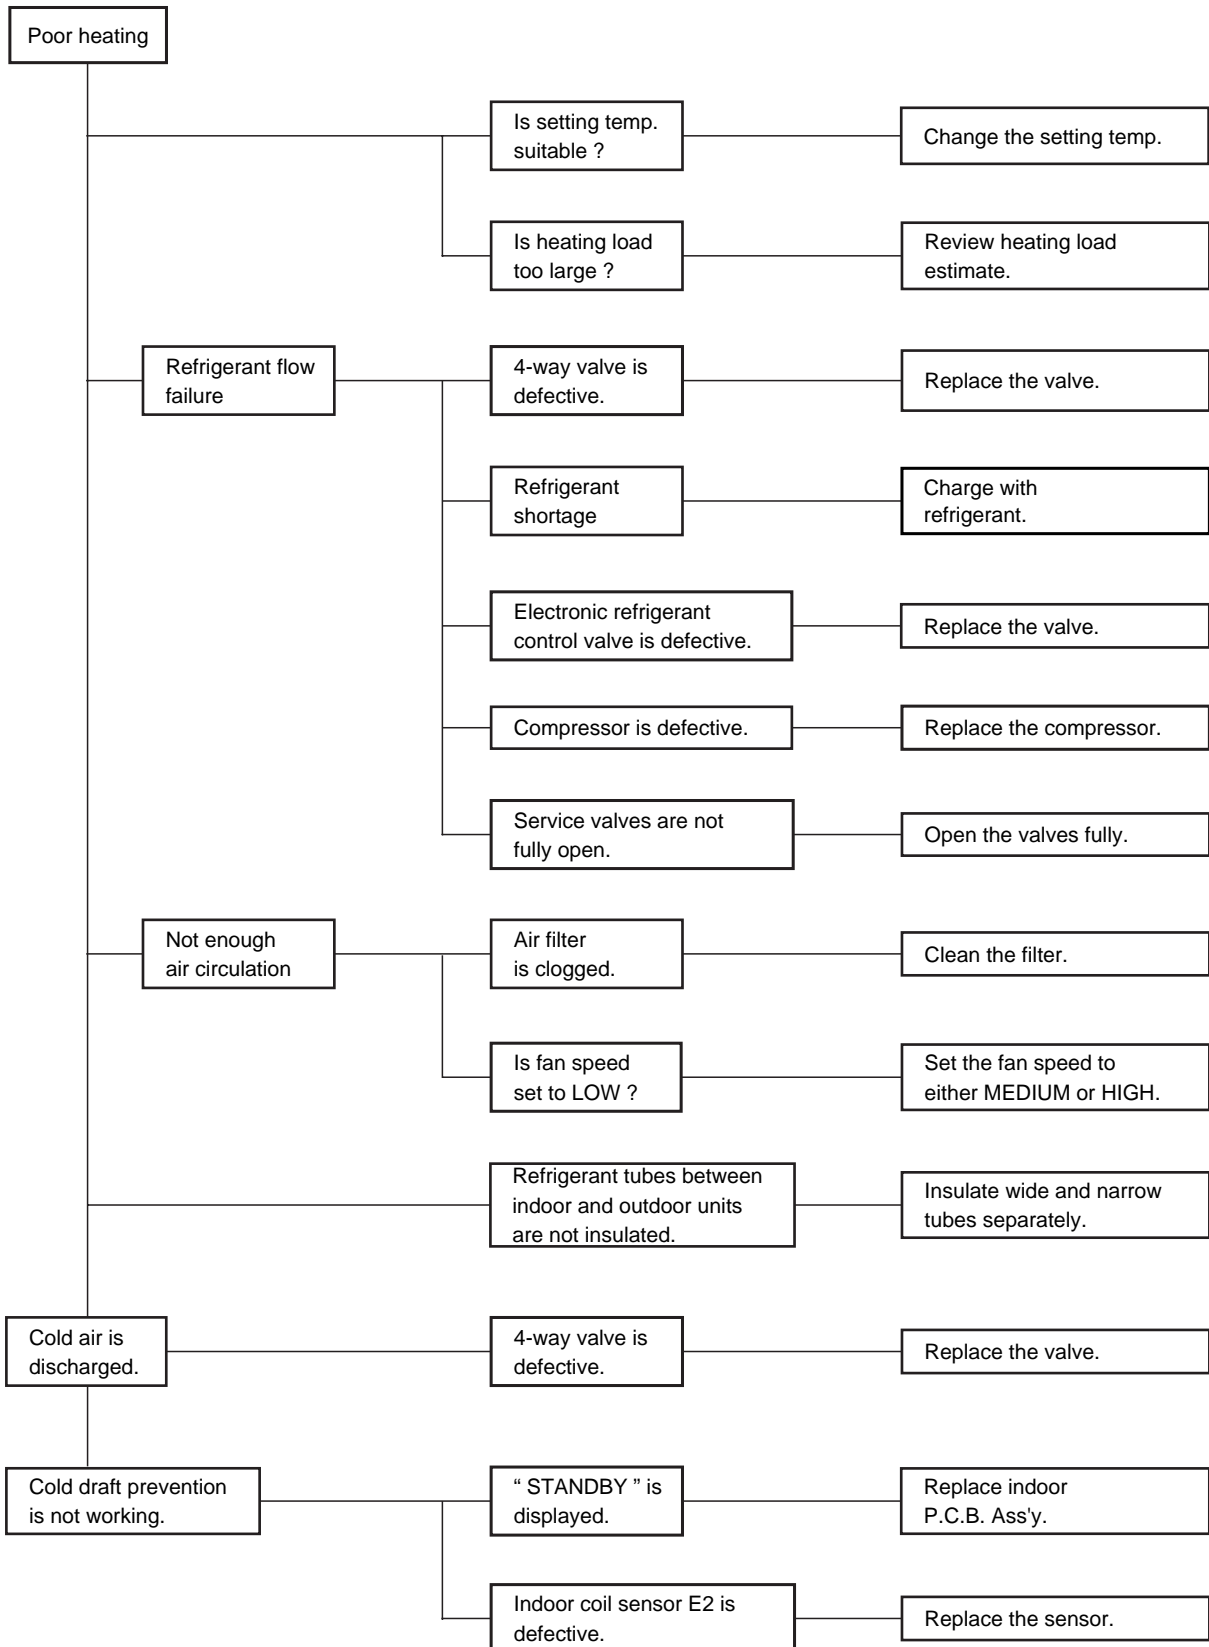 Poor heating
Is setting temp.
suitable ?
Change the setting temp.
Is heating load
too large ?
Review heating load
estimate.
Refrigerant flow
failure
4-way valve is
defective.
Replace the valve.
Refrigerant
shortage
Charge with
refrigerant.
Electronic refrigerant
control valve is defective.
Replace the valve.
Compressor is defective.
Replace the compressor.
Service valves are not
fully open.
Open the valves fully.
Not enough
air circulation
Air filter
is clogged.
Clean the filter.
Is fan speed
set to LOW ?
Set the fan speed to
either MEDIUM or HIGH.
Refrigerant tubes between
indoor and outdoor units
are not insulated.
Insulate wide and narrow
tubes separately.
Cold air is
discharged.
4-way valve is
defective.
Replace the valve.
Cold draft prevention
is not working.
“ STANDBY ” is
displayed.
Replace indoor
P.C.B. Ass'y.
Indoor coil sensor E2 is
defective.
Replace the sensor.